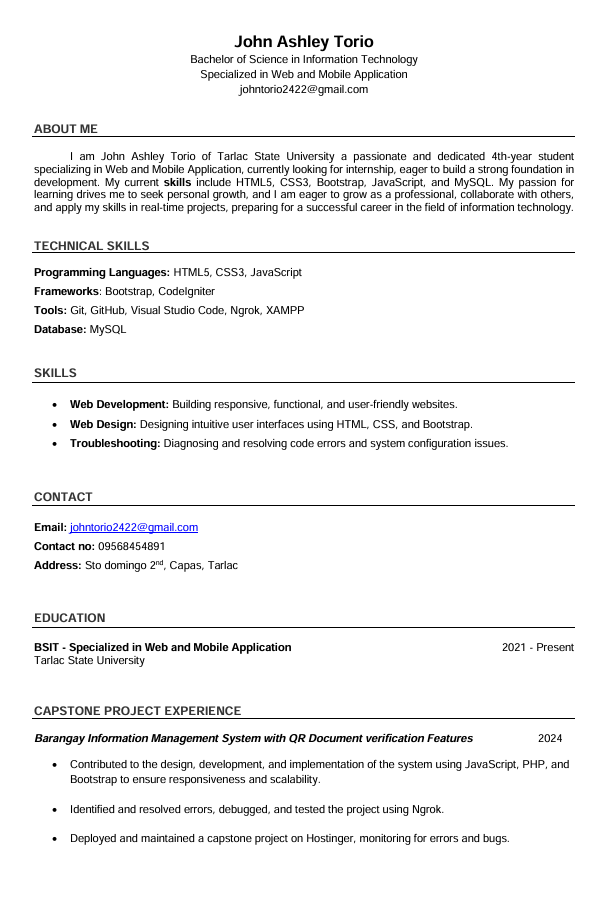 John Ashley Torio
Bachelor of Science in Information Technology
Specialized in Web and Mobile Application
johntorio2422@gmail.com
ABOUT ME
I am John Ashley Torio of Tarlac State University a passionate and dedicated 4th-year student
specializing in Web and Mobile Application, currently looking for internship, eager to build a strong foundation in
development. My current skills include HTML5, CSS3, Bootstrap, JavaScript, and MySQL. My passion for
learning drives me to seek personal growth, and I am eager to grow as a professional, collaborate with others,
and apply my skills in real-time projects, preparing for a successful career in the field of information technology.
TECHNICAL SKILLS
Programming Languages: HTML5, CSS3, JavaScript
Frameworks: Bootstrap, CodeIgniter
Tools: Git, GitHub, Visual Studio Code, Ngrok, XAMPP
Database: MySQL
SKILLS
• Web Development: Building responsive, functional, and user-friendly websites.
• Web Design: Designing intuitive user interfaces using HTML, CSS, and Bootstrap.
• Troubleshooting: Diagnosing and resolving code errors and system configuration issues.
CONTACT
Email: johntorio2422@gmail.com
Contact no: 09568454891
Address: Sto domingo 2nd, Capas, Tarlac
EDUCATION
BSIT - Specialized in Web and Mobile Application 2021 - Present
Tarlac State University
CAPSTONE PROJECT EXPERIENCE
Barangay Information Management System with QR Document verification Features 2024
• Contributed to the design, development, and implementation of the system using JavaScript, PHP, and
Bootstrap to ensure responsiveness and scalability.
• Identified and resolved errors, debugged, and tested the project using Ngrok.
• Deployed and maintained a capstone project on Hostinger, monitoring for errors and bugs.